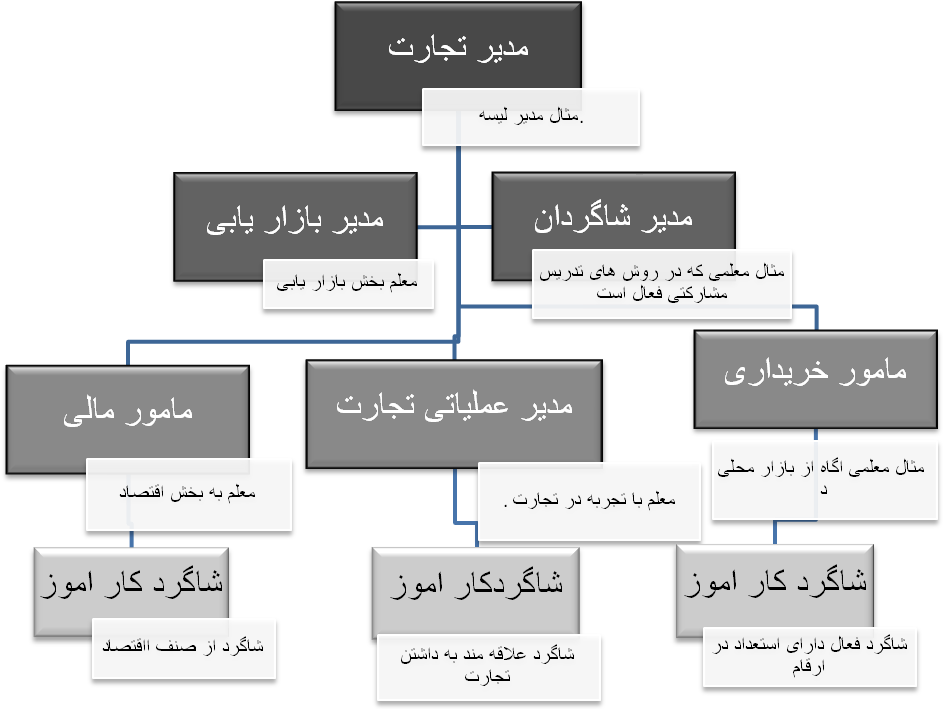 مدیر تجارت
مثال مدیر لیسه.
مدیر شاگردان
مثال معلمی که در روش های تدریس
مشارکتی فعال است
مدیر بازار یابی
معلم بخش بازار یابی
مامور خریداری
مثال معلمی اگاه از بازار محلی
د
مدیر عملیاتی تجارت
معلم با تجربه در تجارت .
مامور مالی
معلم به بخش اقتصاد
شاگرد کار اموز
شاگرد فعال دارای استعداد در
ارقام
شاگردکار اموز
شاگرد علاقه مند به داشتن
تجارت
شاگرد کار اموز
شاگرد از صنف ااقتصاد